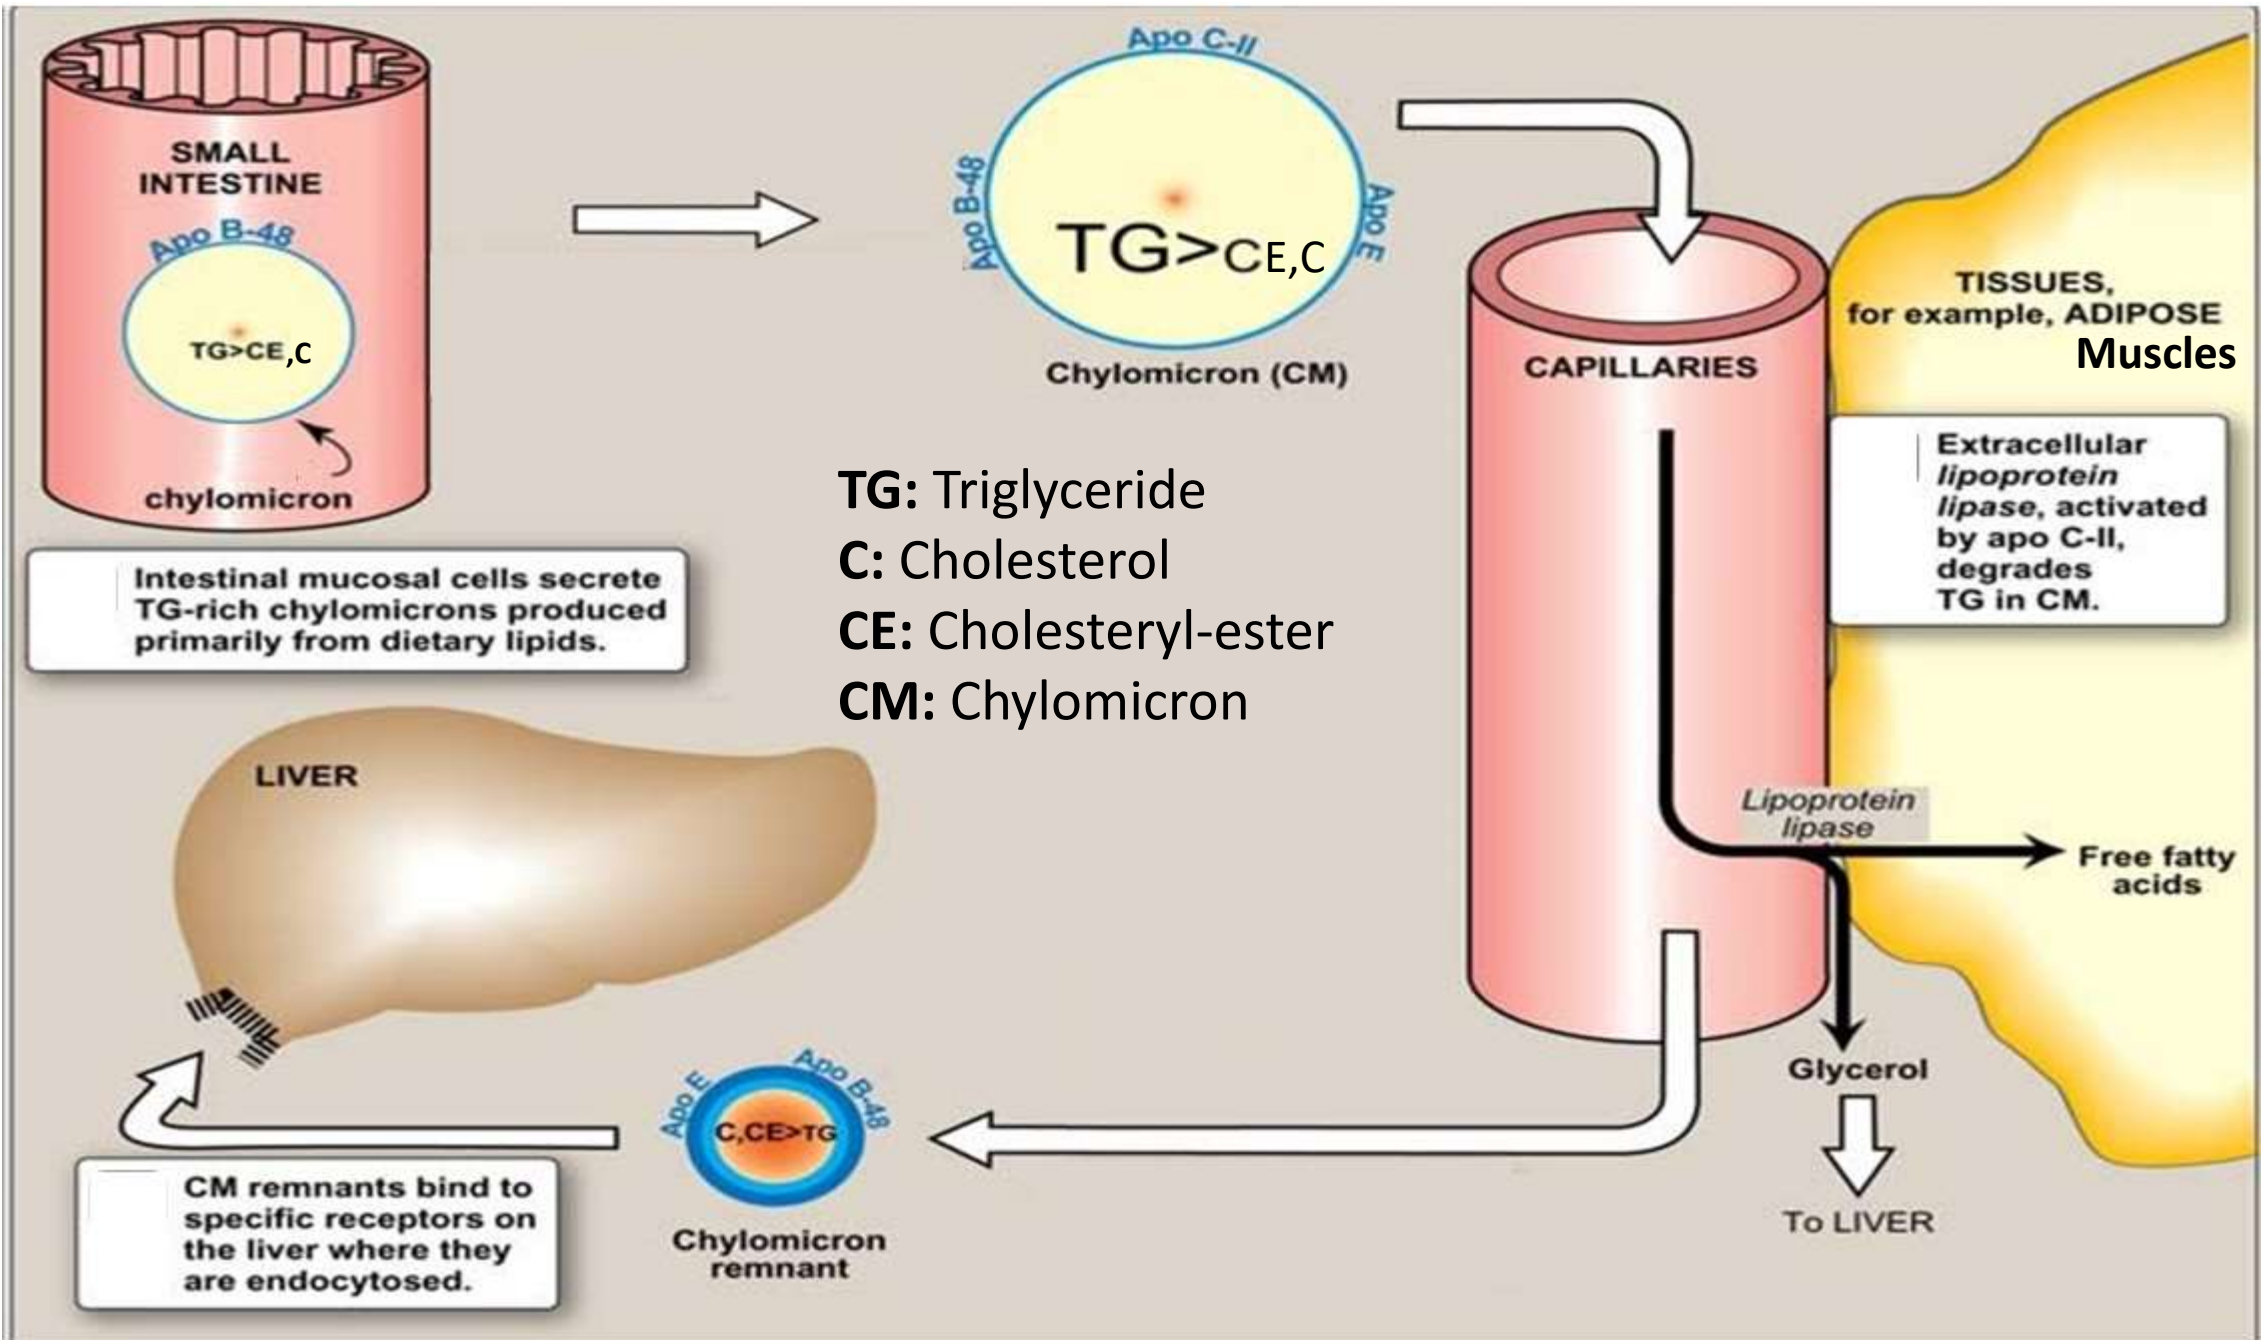 SMALL
INTESTINE
Apo B-48
TG>CE,C
chylomicron
Intestinal mucosal cells secrete
TG-rich chylomicrons produced
primarily from dietary lipids.
Apo C-II
Apo B-48
Apo E
TG>CE,C
Chylomicron (CM)
TG: Triglyceride
C: Cholesterol
CE: Cholesteryl-ester
CM: Chylomicron
CAPILLARIES
TISSUES,
for example, ADIPOSE
Muscles
Extracellular
lipoprotein
lipase, activated
by apo C-II,
degrades
TG in CM.
Lipoprotein
lipase
Free fatty
acids
Glycerol
To LIVER
LIVER
Apo E
Apo B-48
C,CE>TG
Chylomicron
remnant
CM remnants bind to
specific receptors on
the liver where they
are endocytosed.